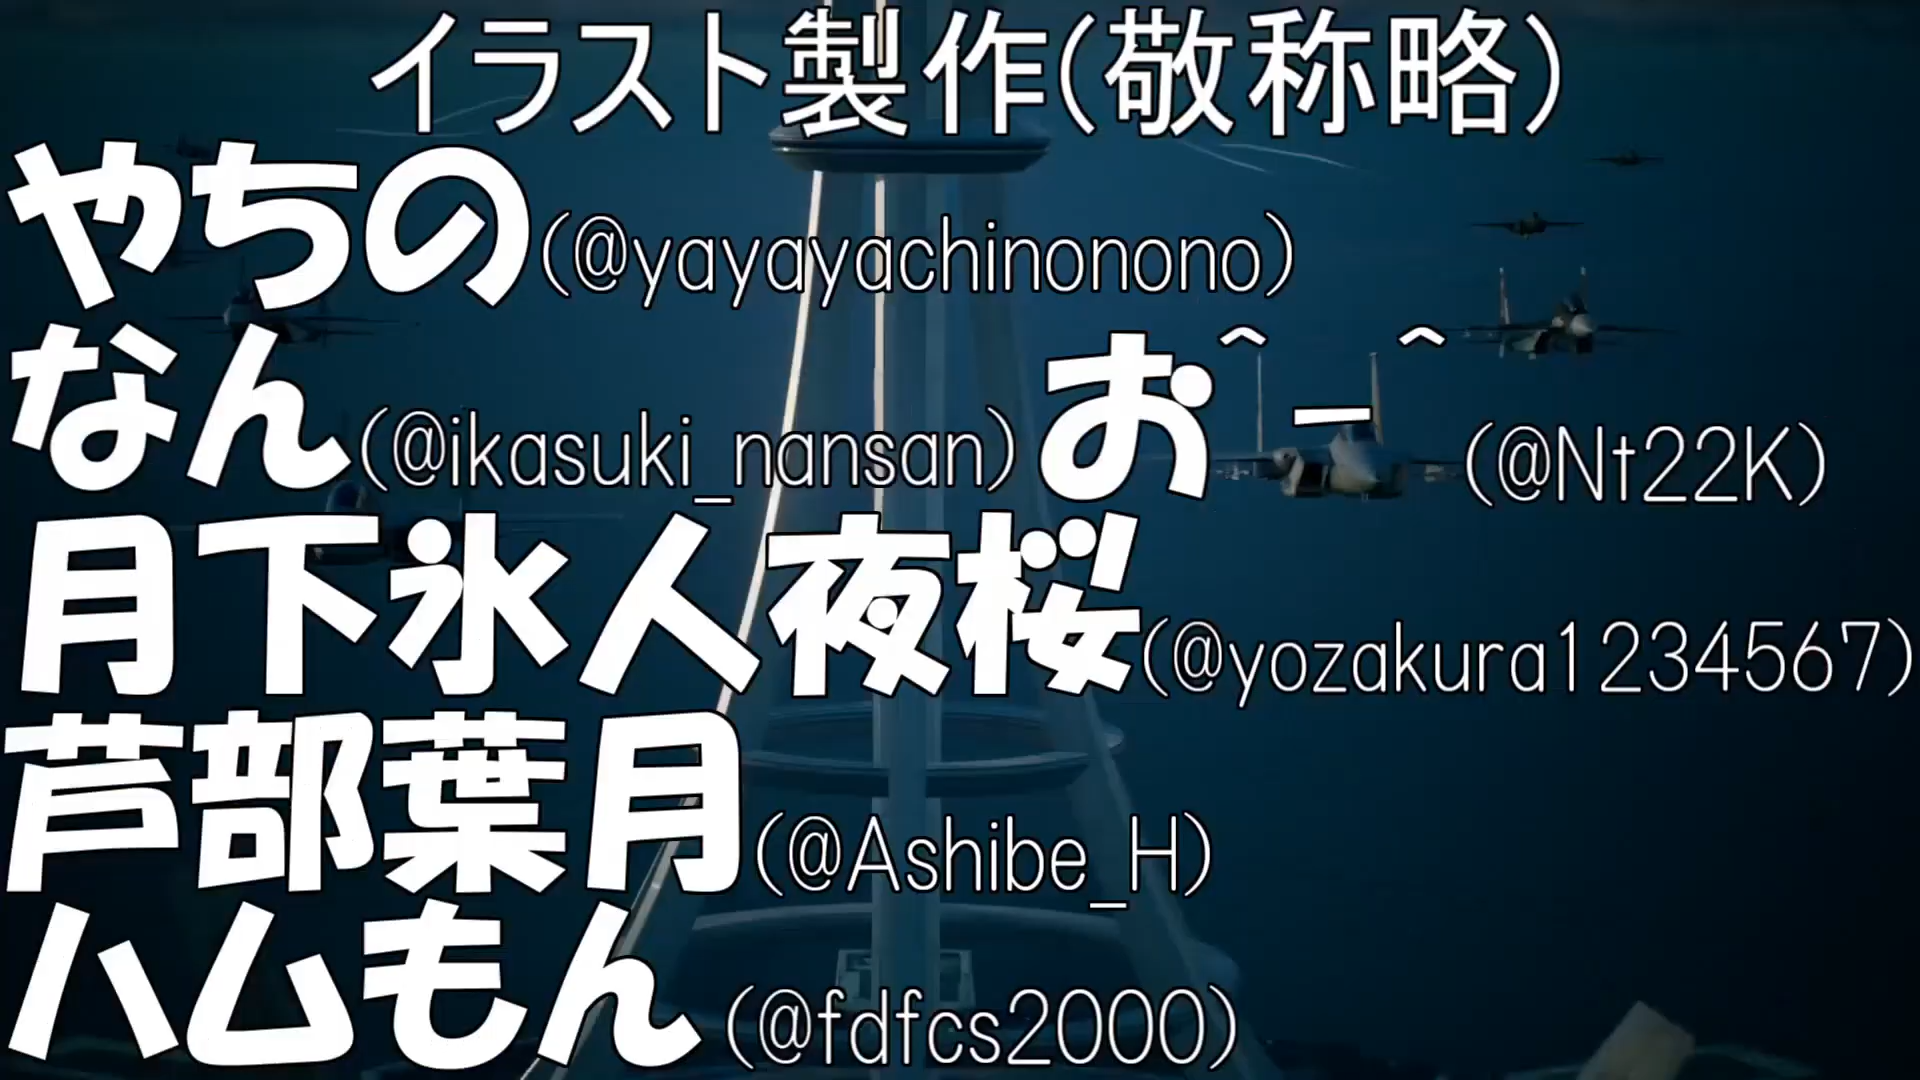 イラスト製作(敬称略)
やちの(@yayayachinonono)
なん(@ikasuki_nansan) お^-^(@Nt22K)
月下氷人夜桜(@yozakura1234567)
芦部葉月(@Ashibe_H)
ハムもん(@fdfcs2000)